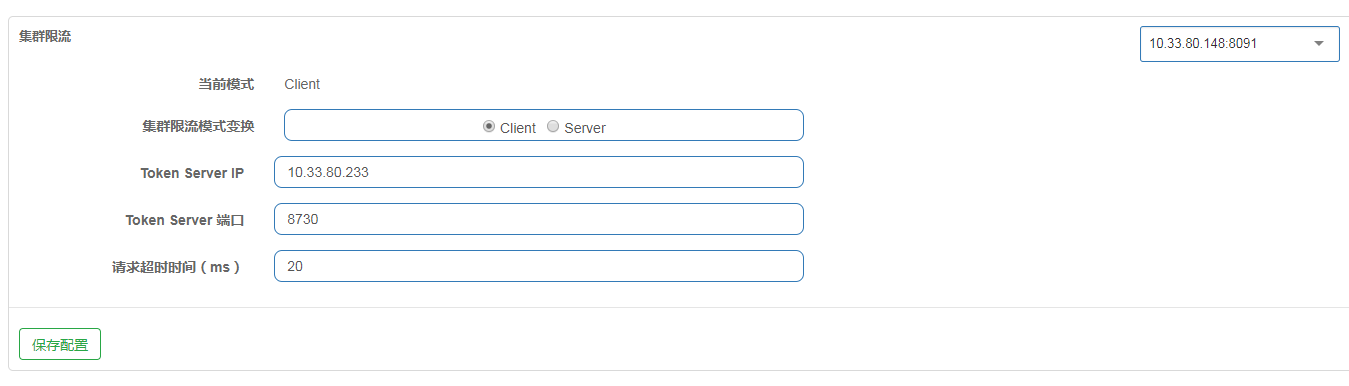 集群限流
10.33.80.148:8091
当前模式 Client
集群限流模式变换 Client Server
Token Server IP 10.33.80.233
Token Server 端口 8730
请求超时时间（ms） 20
保存配置